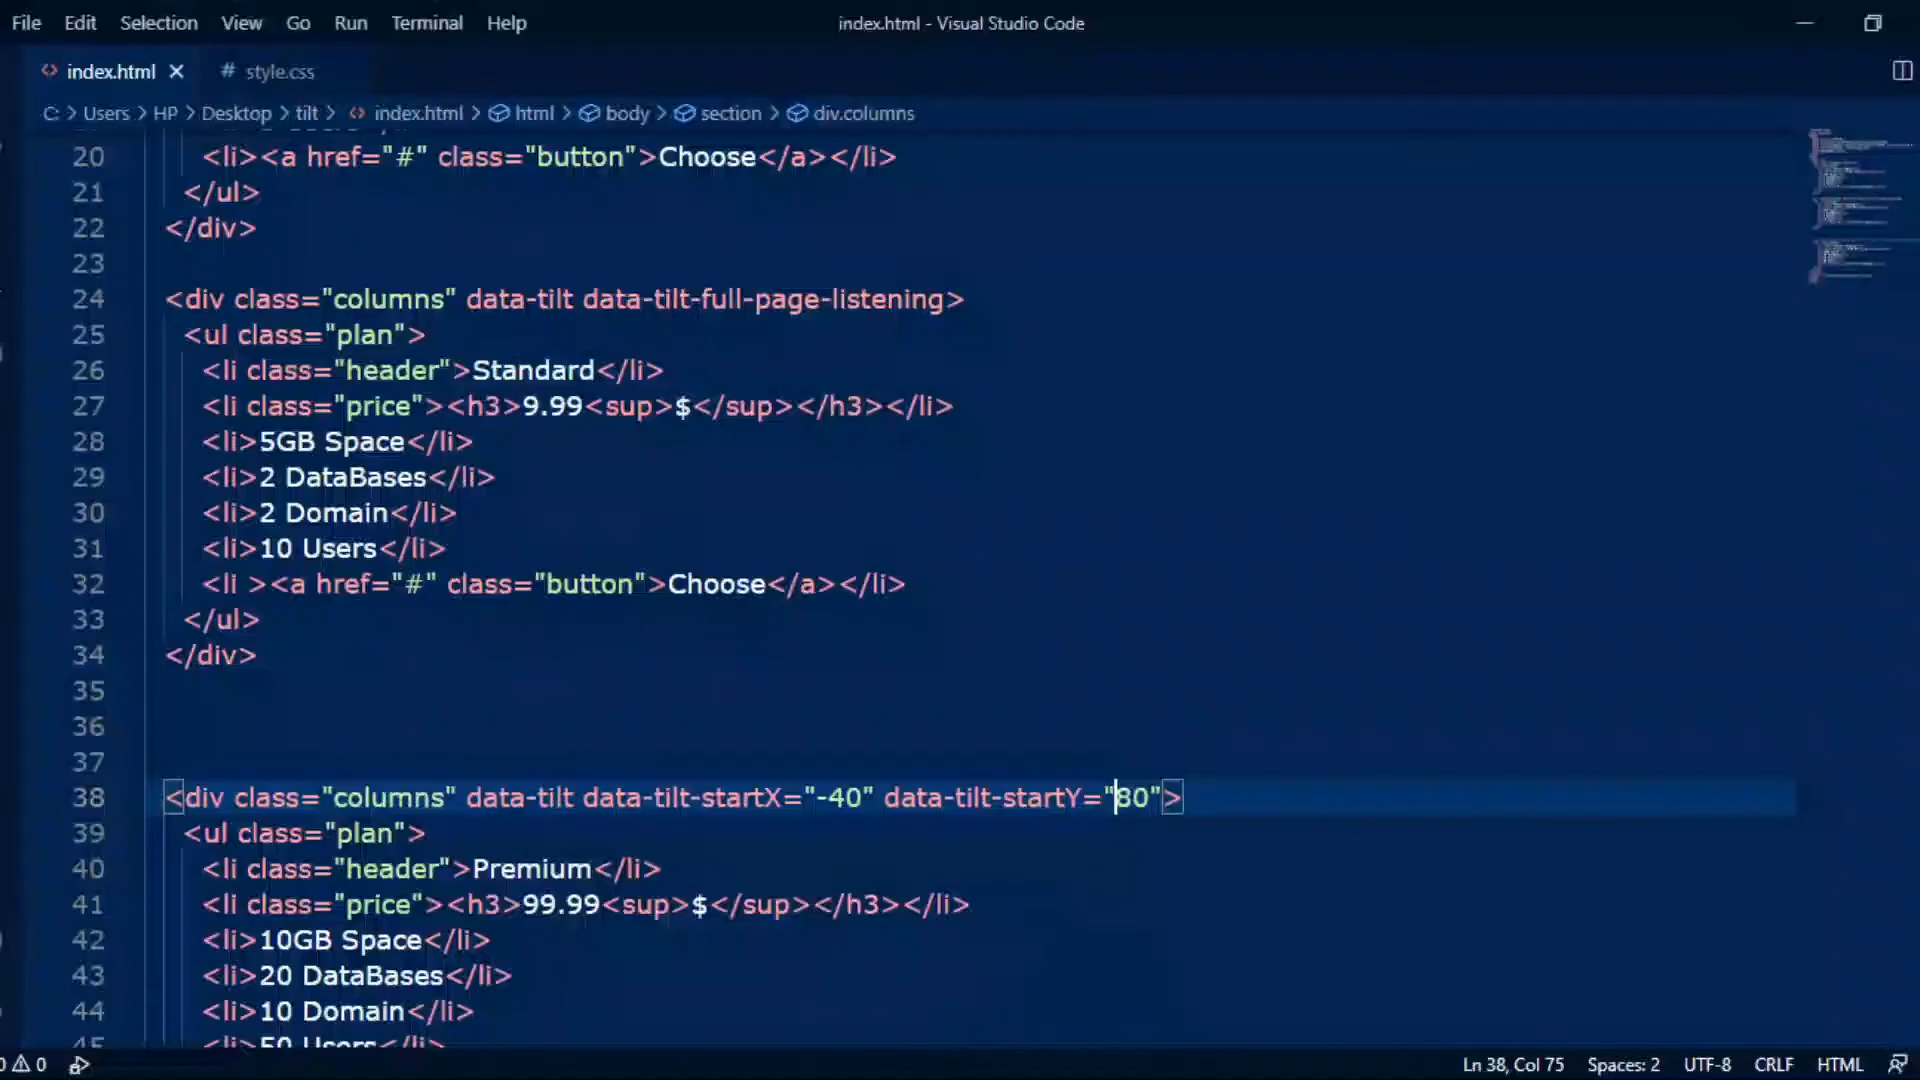 File Edit Selection View Go Run Terminal Help index.html - Visual Studio Code
index.html # style.css
C: > Users > HP > Desktop > tilt > index.html > html > body > section > div.columns
20 <li><a href="#" class="button">Choose</a></li>
21 </ul>
22 </div>
23
24 <div class="columns" data-tilt data-tilt-full-page-listening>
25 <ul class="plan">
26 <li class="header">Standard</li>
27 <li class="price"><h3>9.99<sup>$</sup></h3></li>
28 <li>5GB Space</li>
29 <li>2 DataBases</li>
30 <li>2 Domain</li>
31 <li>10 Users</li>
32 <li ><a href="#" class="button">Choose</a></li>
33 </ul>
34 </div>
35
36
37
38 <div class="columns" data-tilt data-tilt-startX="-40" data-tilt-startY="80">
39 <ul class="plan">
40 <li class="header">Premium</li>
41 <li class="price"><h3>99.99<sup>$</sup></h3></li>
42 <li>10GB Space</li>
43 <li>20 DataBases</li>
44 <li>10 Domain</li>
45 <li>50 Users</li>
0 0 Ln 38, Col 75 Spaces: 2 UTF-8 CRLF HTML